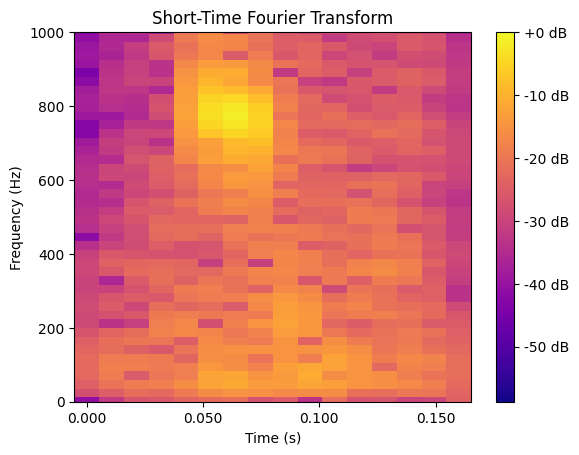 Short-Time Fourier Transform
1000
800
600
400
200
0
Frequency (Hz)
0.000
0.050
0.100
0.150
Time (s)
+0 dB
-10 dB
-20 dB
-30 dB
-40 dB
-50 dB